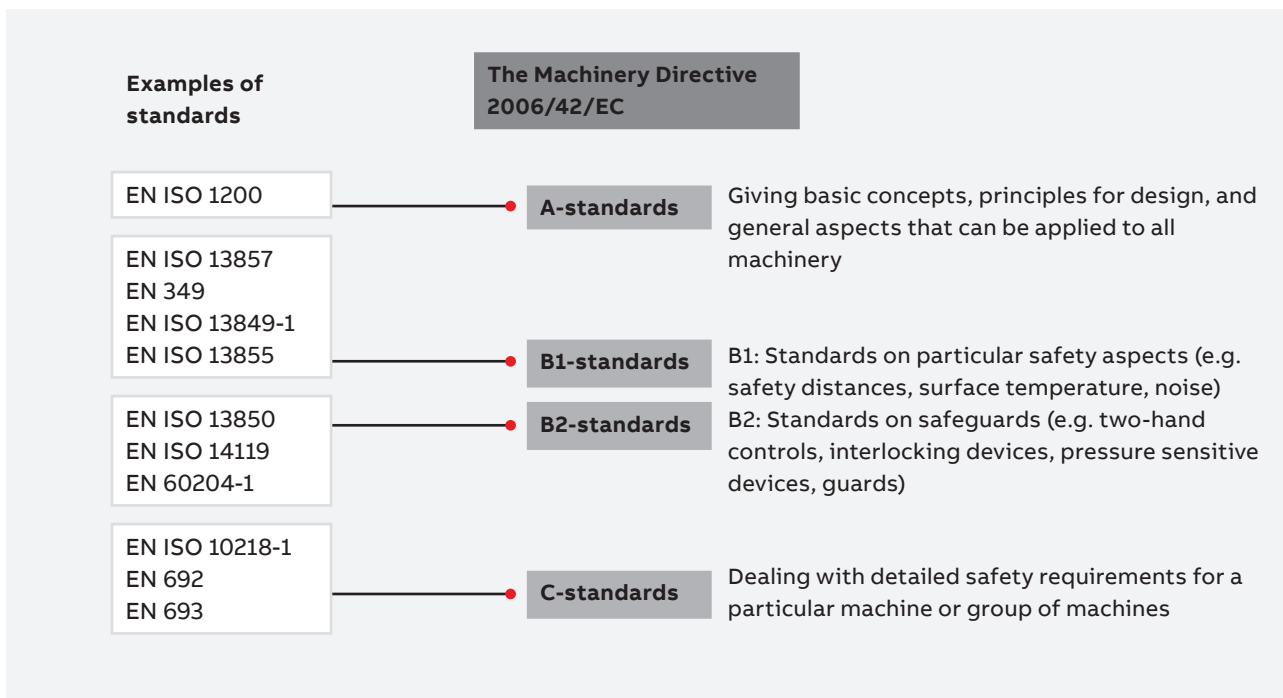 Examples of
standards
The Machinery Directive
2006/42/EC
EN ISO 1200
A-standards
Giving basic concepts, principles for design, and
general aspects that can be applied to all
machinery
EN ISO 13857
EN 349
EN ISO 13849-1
EN ISO 13855
B1-standards
B1: Standards on particular safety aspects (e.g.
safety distances, surface temperature, noise)
EN ISO 13850
EN ISO 14119
EN 60204-1
B2-standards
B2: Standards on safeguards (e.g. two-hand
controls, interlocking devices, pressure sensitive
devices, guards)
EN ISO 10218-1
EN 692
EN 693
C-standards
Dealing with detailed safety requirements for a
particular machine or group of machines